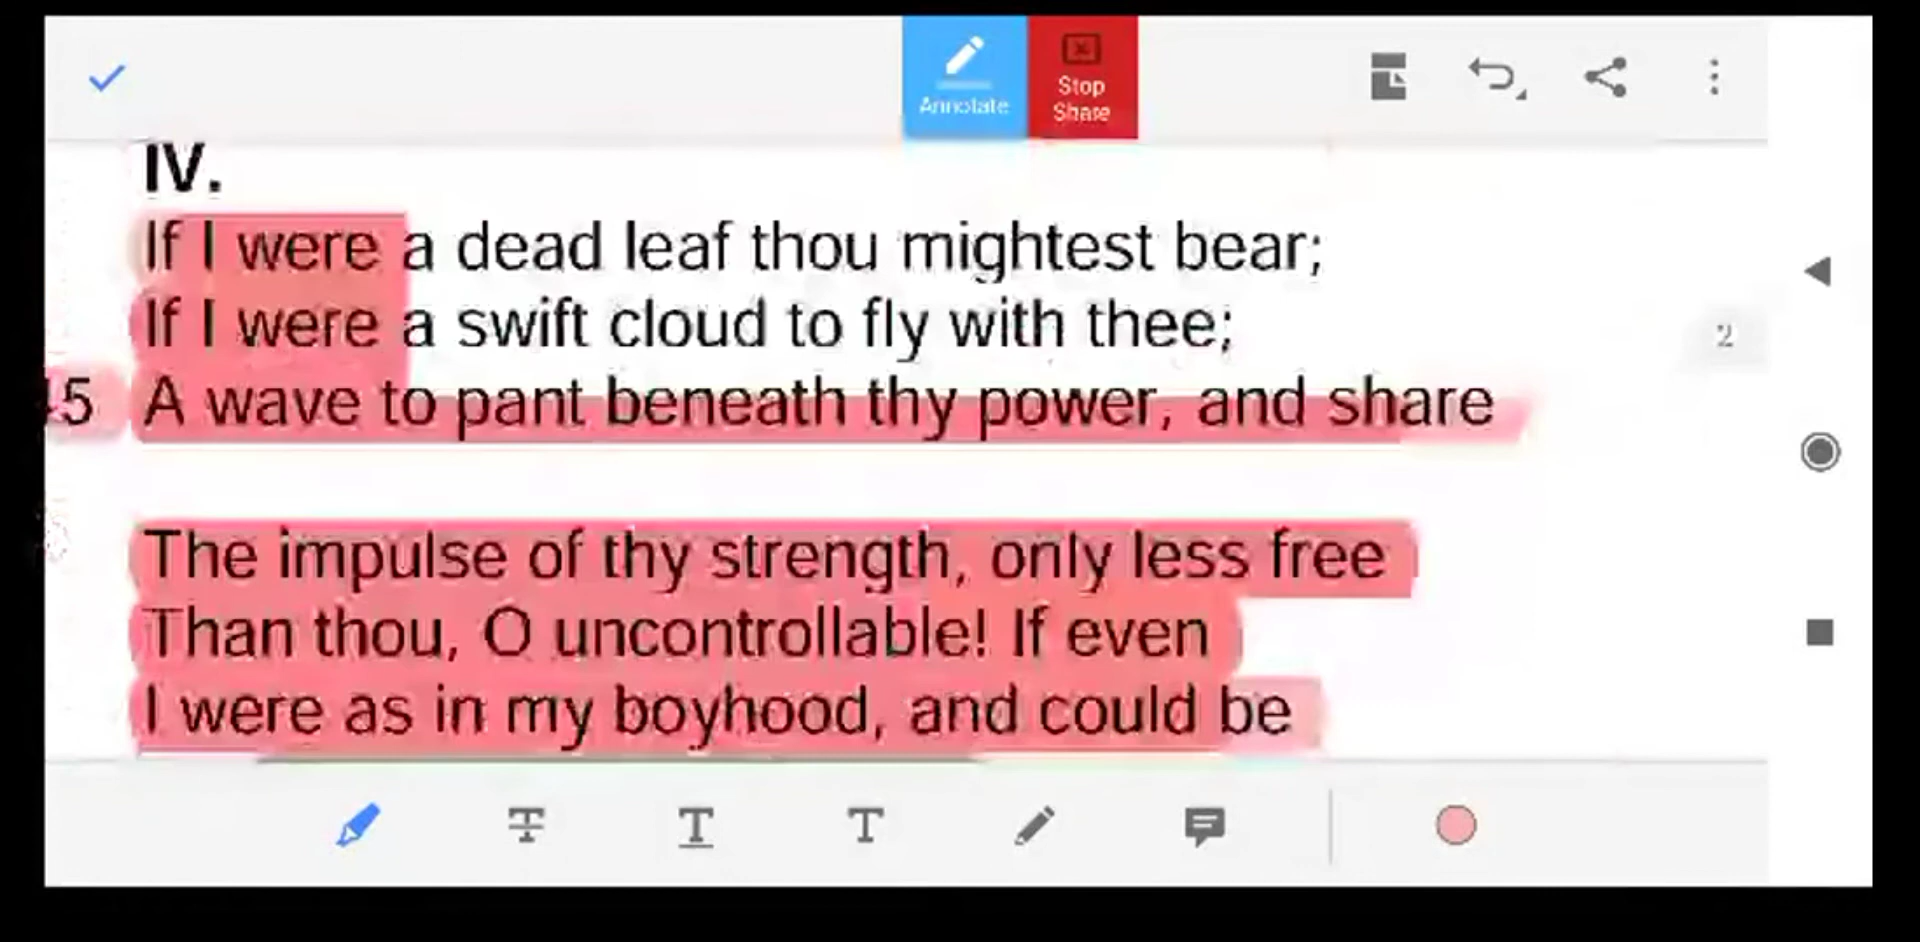 Annotate
Stop
Share
IV.
If I were a dead leaf thou mightest bear;
If I were a swift cloud to fly with thee;
2
5 A wave to pant beneath thy power, and share
The impulse of thy strength, only less free
Than thou, O uncontrollable! If even
I were as in my boyhood, and could be
T T T